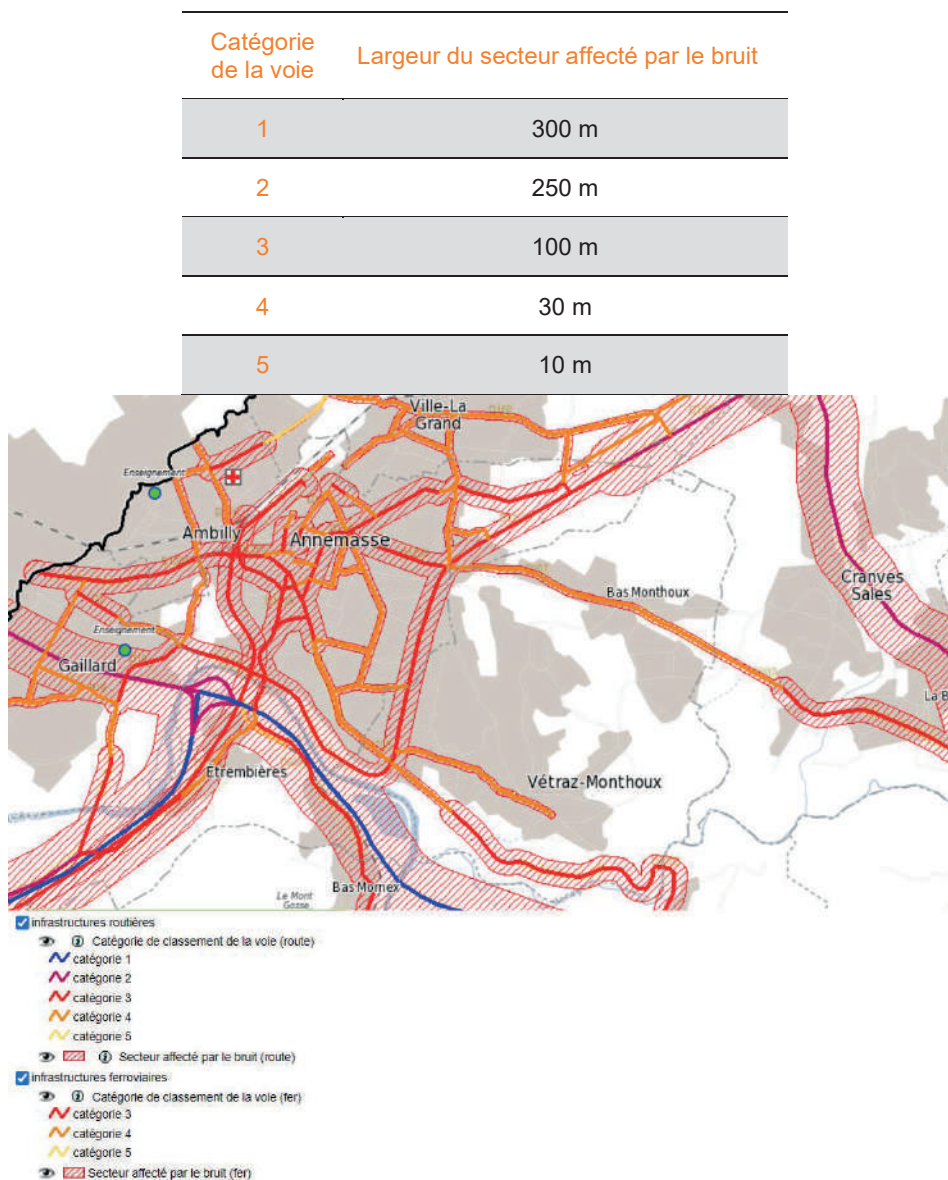 Catégorie
de la voie
Largeur du secteur affecté par le bruit
1
300 m
2
250 m
3
100 m
4
30 m
5
10 m
Ville-La
Grand
Enseignement
Ambilly
Annemasse
Bas Monthoux
Cranves
Sales
Enseignement
Gaillard
La B
Etrembières
Vétraz-Monthoux
Bas Mornex
Le Mont
Gosse
infrastructures routières
Catégorie de classement de la voie (route)
catégorie 1
catégorie 2
catégorie 3
catégorie 4
catégorie 5
Secteur affecté par le bruit (route)
infrastructures ferroviaires
Catégorie de classement de la voie (fer)
catégorie 3
catégorie 4
catégorie 5
Secteur affecté par le bruit (fer)